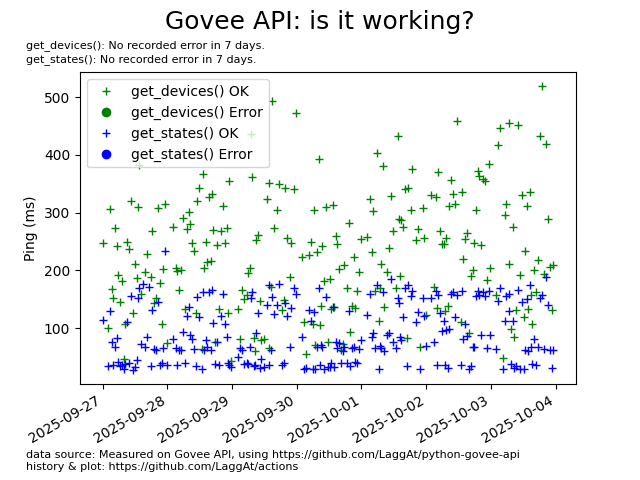 Govee API: is it working?
get_devices(): No recorded error in 7 days.
get_states(): No recorded error in 7 days.
get_devices() OK
get_devices() Error
get_states() OK
get_states() Error
Ping (ms)
500
400
300
200
100
2025-09-27
2025-09-28
2025-09-29
2025-09-30
2025-10-01
2025-10-02
2025-10-03
2025-10-04
data source: Measured on Govee API, using https://github.com/LaggAt/python-govee-api
history & plot: https://github.com/LaggAt/actions